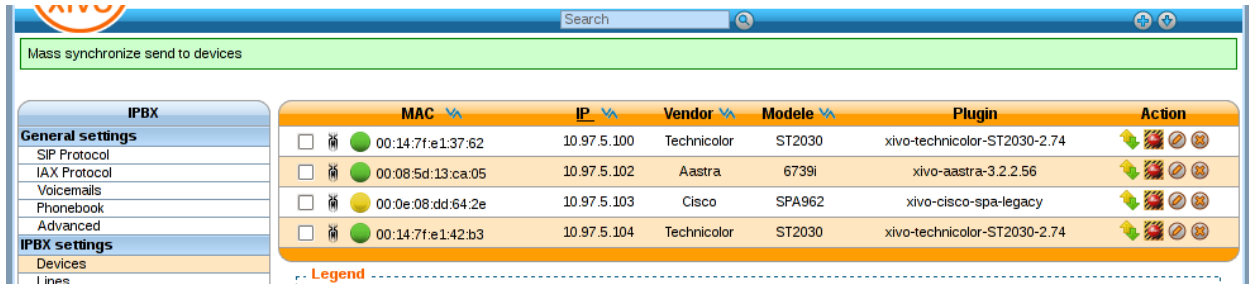 XIVO
Search
Mass synchronize send to devices
IPBX
General settings
SIP Protocol
IAX Protocol
Voicemails
Phonebook
Advanced
IPBX settings
Devices
Lines
MAC IP Vendor Modele Plugin Action
00:14:7f:e1:37:62 10.97.5.100 Technicolor ST2030 xivo-technicolor-ST2030-2.74
00:08:5d:13:ca:05 10.97.5.102 Aastra 6739i xivo-aastra-3.2.2.56
00:0e:08:dd:64:2e 10.97.5.103 Cisco SPA962 xivo-cisco-spa-legacy
00:14:7f:e1:42:b3 10.97.5.104 Technicolor ST2030 xivo-technicolor-ST2030-2.74
Legend